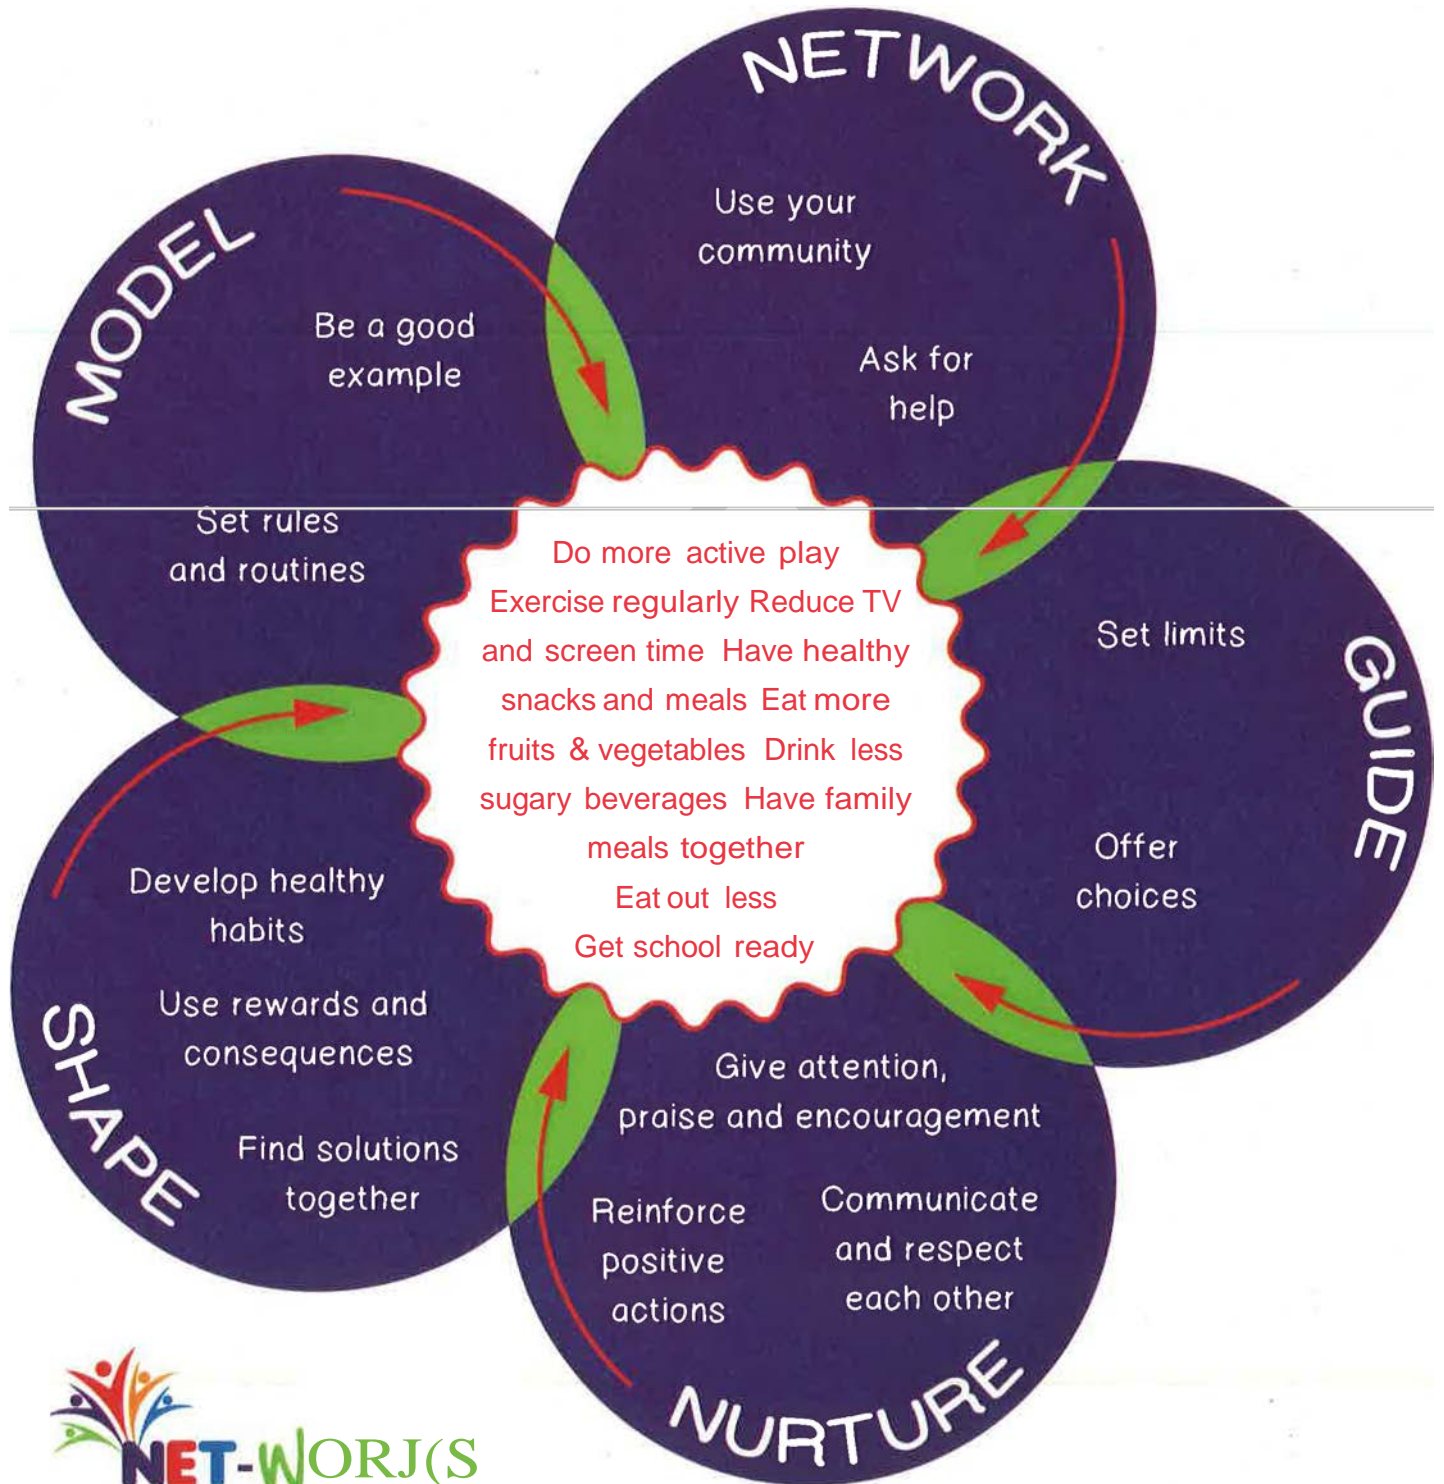 NETWORK
Use your
community
Ask for
help
MODEL
Be a good
example
Set rules
and routines
GUIDE
Set limits
Offer
choices
Do more active play
Exercise regularly Reduce TV
and screen time Have healthy
snacks and meals Eat more
fruits & vegetables Drink less
sugary beverages Have family
meals together
Eat out less
Get school ready
SHAPE
Develop healthy
habits
Use rewards and
consequences
Find solutions
together
Give attention,
praise and encouragement
Reinforce
positive
actions
Communicate
and respect
each other
NURTURE
NET-WORJ(S